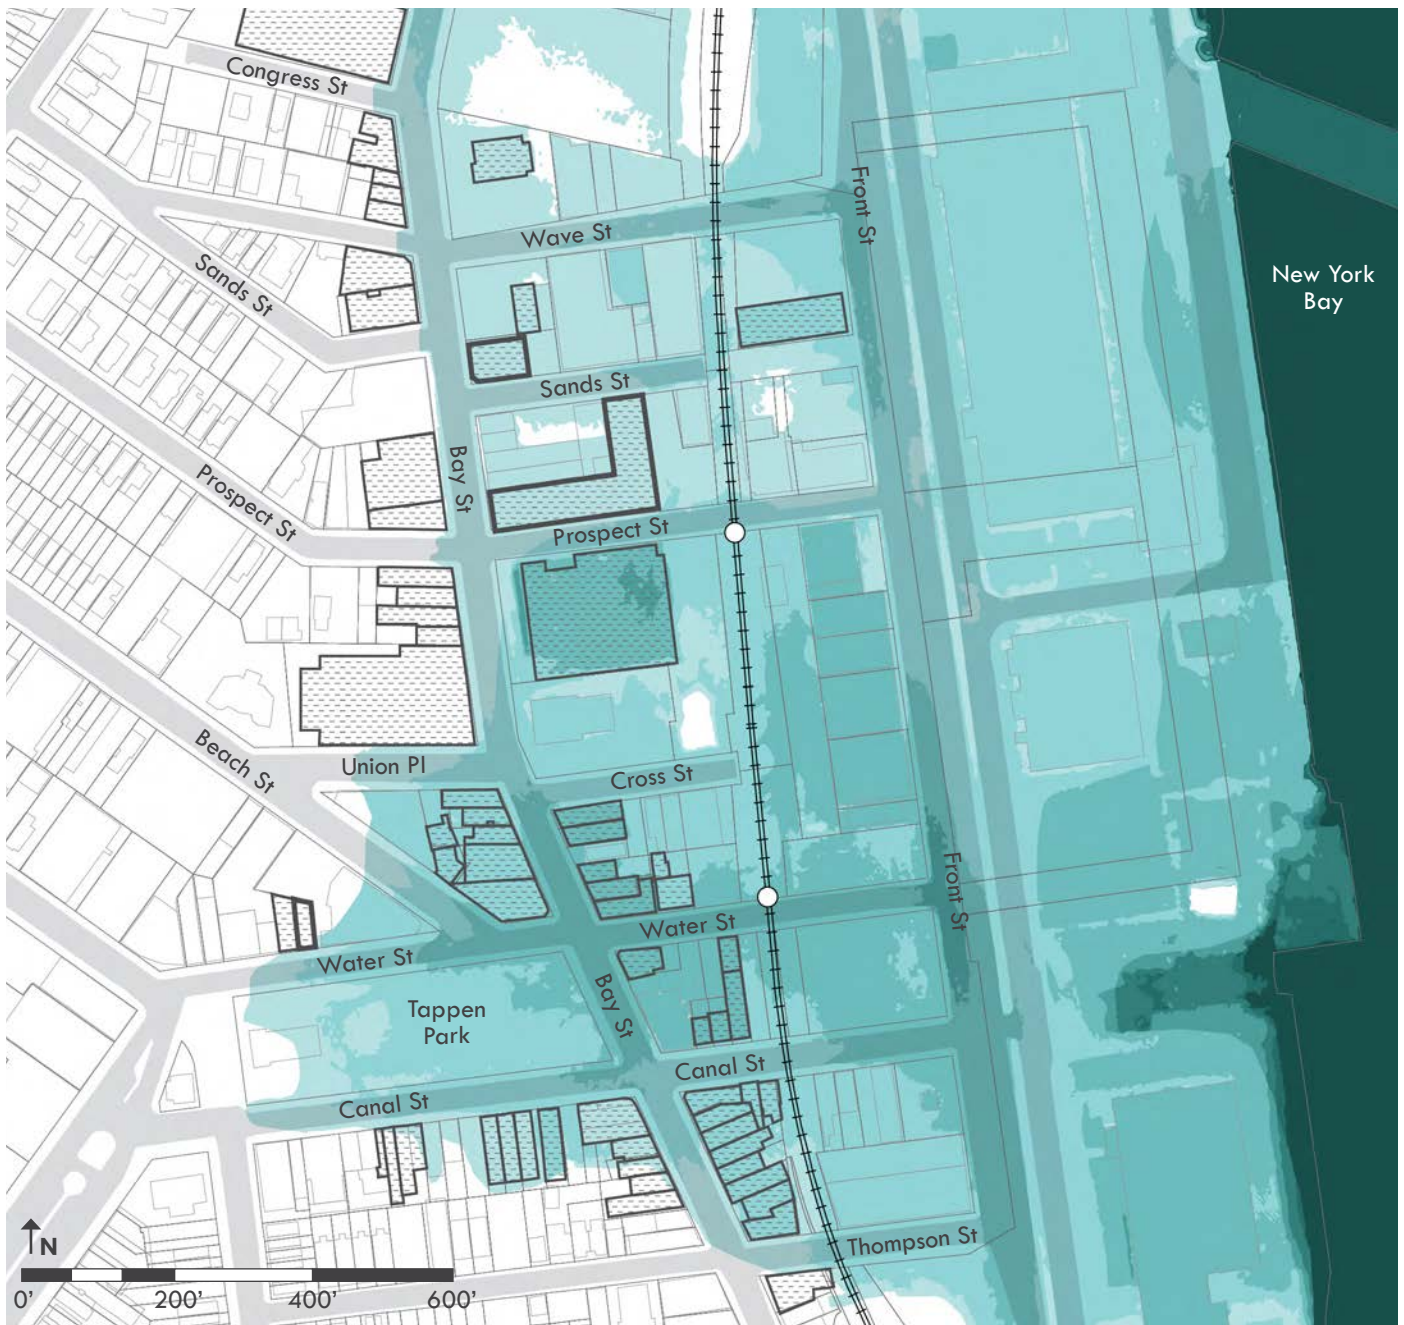 Congress St
Front St
Wave St
Sands St
New York
Bay
Sands St
Bay St
Prospect St
Prospect St
Beach St
Union Pl
Cross St
Front St
Water St
Water St
Bay St
Tappen
Park
Canal St
Canal St
Thompson St
N
0' 200' 400' 600'